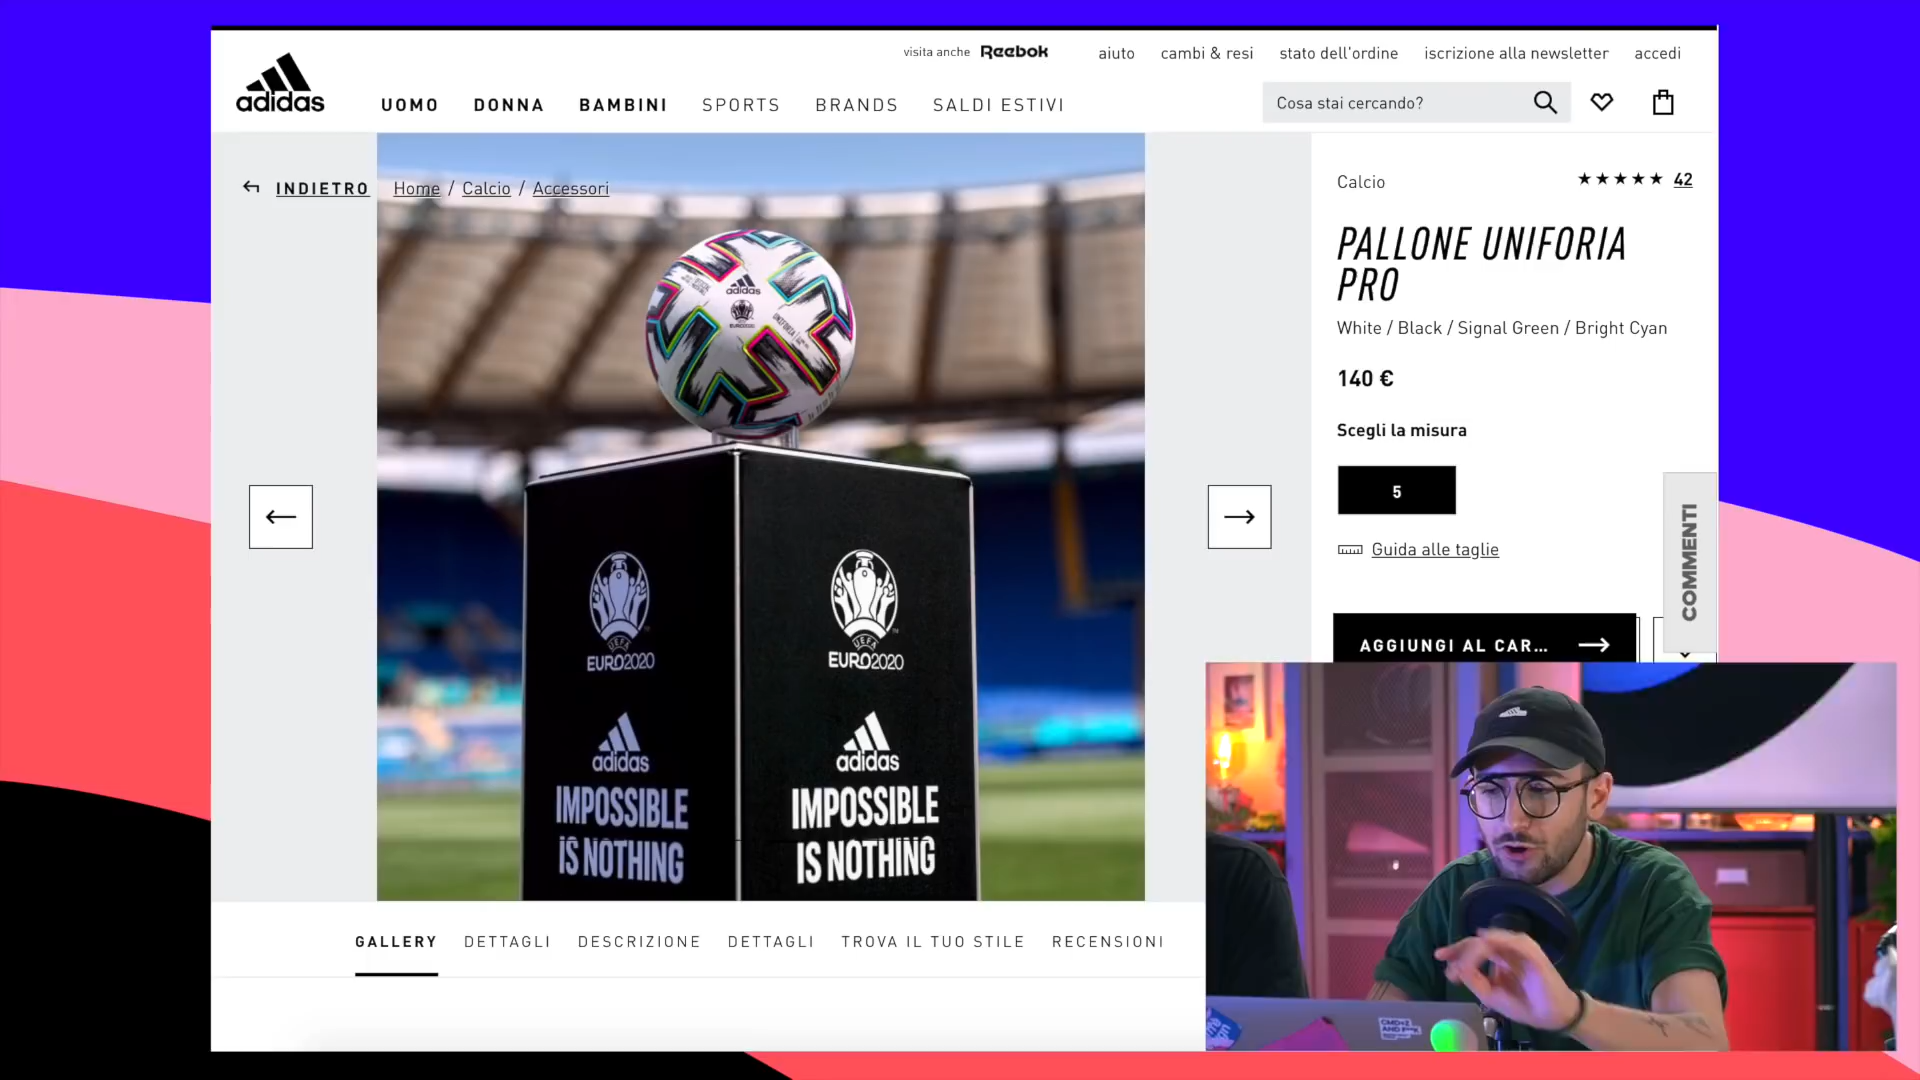 visita anche Reebok
aiuto
cambi & resi
stato dell'ordine
iscrizione alla newsletter
accedi
adidas
UOMO
DONNA
BAMBINI
SPORTS
BRANDS
SALDI ESTIVI
Cosa stai cercando?
INDIETRO
Home / Calcio / Accessori
Calcio
42
PALLONE UNIFORIA
PRO
White / Black / Signal Green / Bright Cyan
140 €
Scegli la misura
5
Guida alle taglie
COMMENTI
AGGIUNGI AL CAR...
adidas
UEFA
EURO2020
adidas
IMPOSSIBLE
IS NOTHING
UEFA
EURO2020
adidas
IMPOSSIBLE
IS NOTHING
GALLERY
DETTAGLI
DESCRIZIONE
DETTAGLI
TROVA IL TUO STILE
RECENSIONI